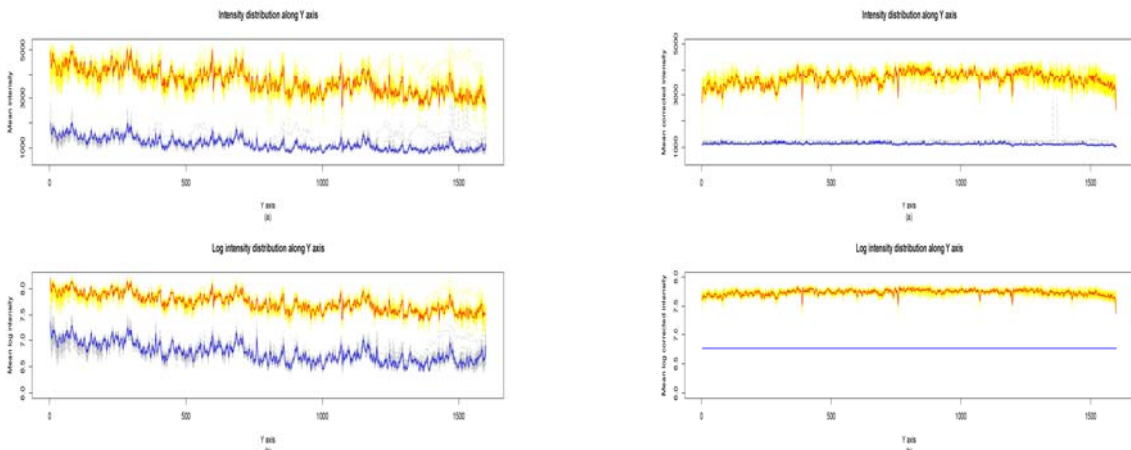 Intensity distribution along Y axis
Mean intensity
5000
3000
1000
0
500
1000
1500
Y axis
(a)
Intensity distribution along Y axis
Mean corrected intensity
5000
3000
1000
0
500
1000
1500
Y axis
(a)
Log intensity distribution along Y axis
Mean log intensity
8.0
7.5
7.0
6.5
6.0
0
500
1000
1500
Y axis
Log intensity distribution along Y axis
Mean log corrected intensity
8.0
7.5
7.0
6.5
6.0
0
500
1000
1500
Y axis